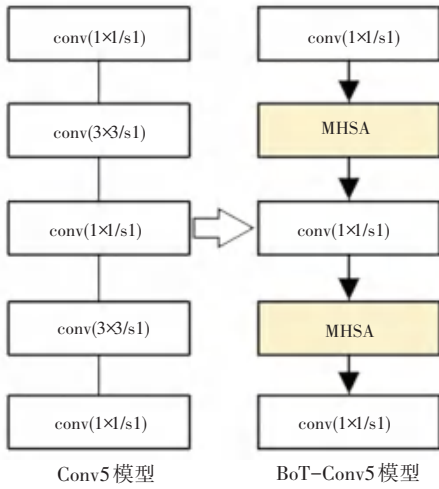 conv(1×1/s1)
conv(3×3/s1)
conv(1×1/s1)
conv(3×3/s1)
conv(1×1/s1)
Conv5模型
conv(1×1/s1)
MHSA
conv(1×1/s1)
MHSA
conv(1×1/s1)
BoT-Conv5模型